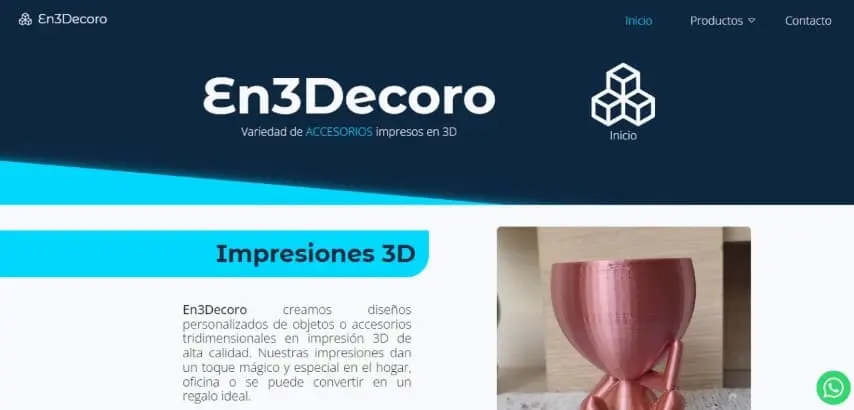 Ɛn3Decoro
Inicio
Productos
Contacto
Ɛn3Decoro
Variedad de ACCESORIOS impresos en 3D
Inicio
Impresiones 3D
En3Decoro creamos diseños
personalizados de objetos o accesorios
tridimensionales en impresión 3D de
alta calidad. Nuestras impresiones dan
un toque mágico y especial en el hogar,
oficina o se puede convertir en un
regalo ideal.